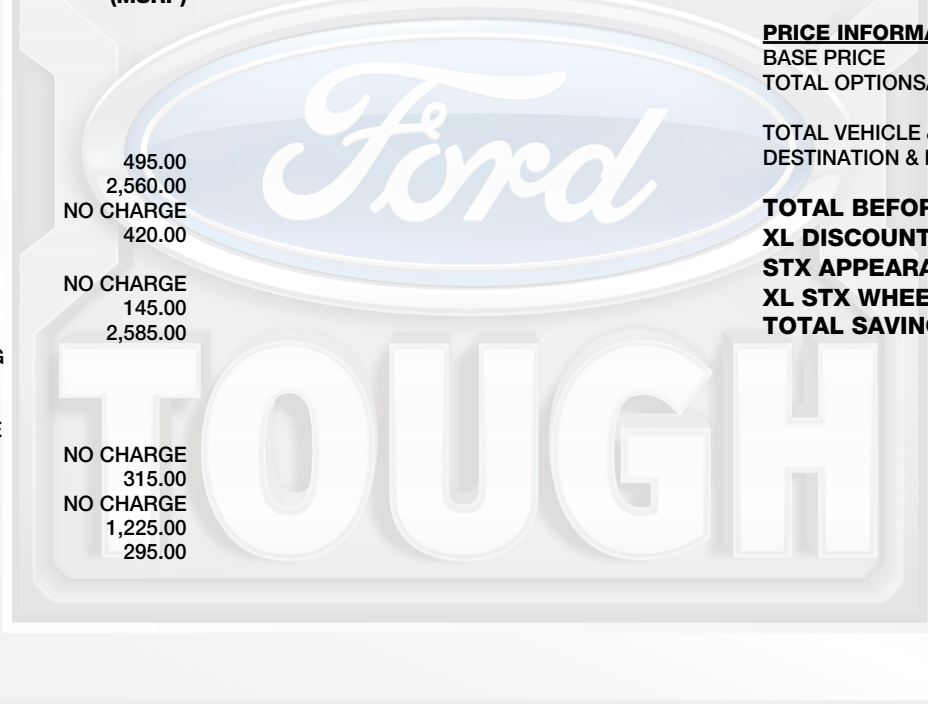 (MSRP)
495.00
2,560.00
NO CHARGE
420.00
NO CHARGE
145.00
2,585.00
G
E
NO CHARGE
315.00
NO CHARGE
1,225.00
295.00
Ford
TOUGH
PRICE INFORMA
BASE PRICE
TOTAL OPTIONS/
TOTAL VEHICLE &
DESTINATION &
TOTAL BEFOR
XL DISCOUNT
STX APPEARA
XL STX WHEE
TOTAL SAVING